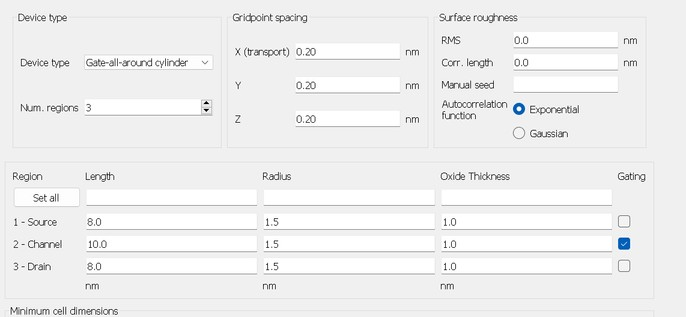 Device type
Device type Gate-all-around cylinder
Num. regions 3
Gridpoint spacing
X (transport) 0.20 nm
Y 0.20 nm
Z 0.20 nm
Surface roughness
RMS 0.0 nm
Corr. length 0.0 nm
Manual seed
Autocorrelation
function
Exponential
Gaussian
Region Length Radius Oxide Thickness Gating
Set all
1 - Source 8.0 1.5 1.0
2 - Channel 10.0 1.5 1.0
3 - Drain 8.0 1.5 1.0
nm nm nm
Minimum cell dimensions